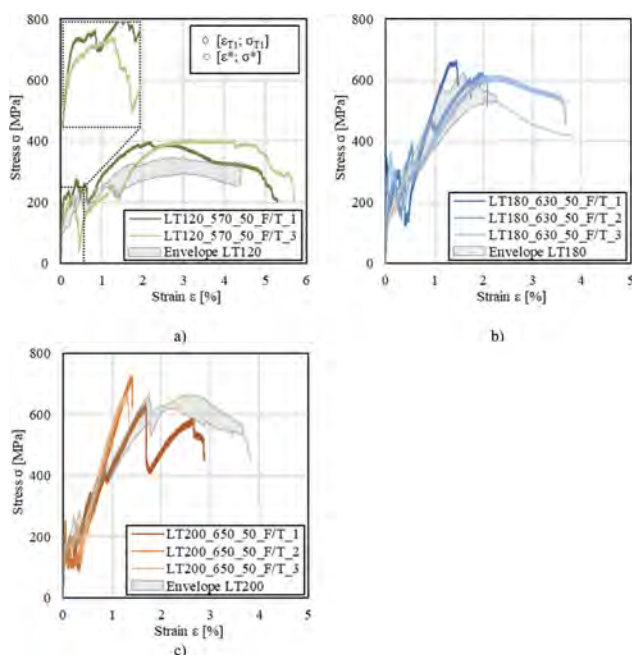 800
600
400
200
0
Stress σ [MPa]
[εT1; σT1]
[ε*; σ*]
LT120_570_50_F/T_1
LT120_570_50_F/T_3
Envelope LT120
0 1 2 3 4 5 6
Strain ε [%]
a)
800
600
400
200
0
Stress σ [MPa]
LT180_630_50_F/T_1
LT180_630_50_F/T_2
LT180_630_50_F/T_3
Envelope LT180
0 1 2 3 4 5
Strain ε [%]
b)
800
600
400
200
0
Stress σ [MPa]
LT200_650_50_F/T_1
LT200_650_50_F/T_2
LT200_650_50_F/T_3
Envelope LT200
0 1 2 3 4 5
Strain ε [%]
c)